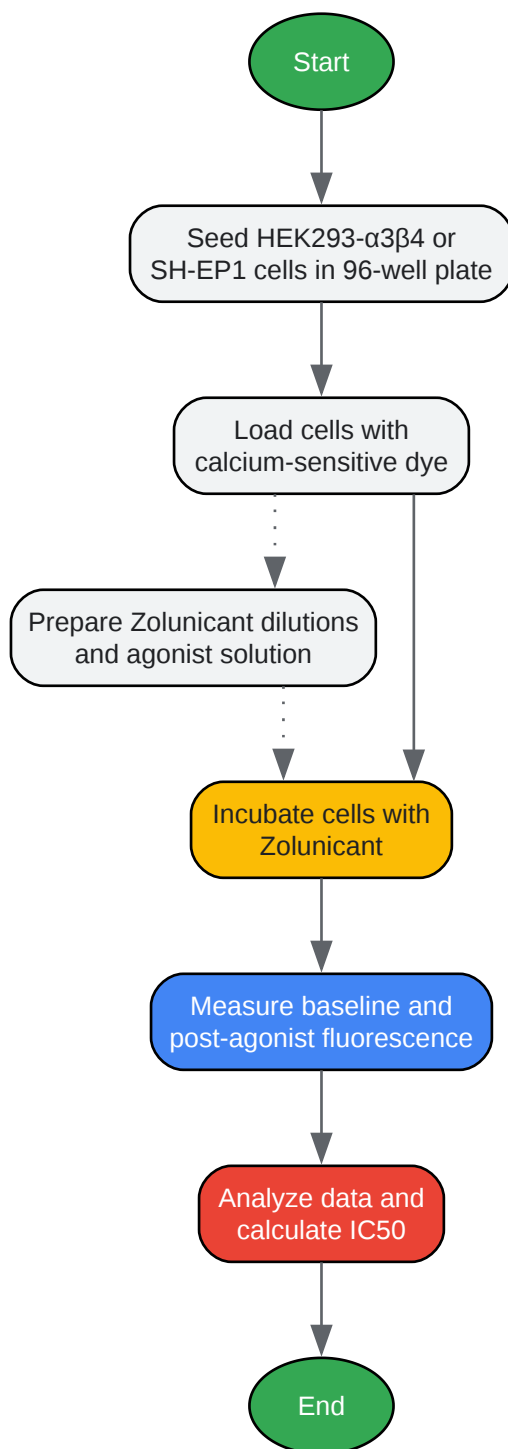 Start
Seed HEK293-α3β4 or
SH-EP1 cells in 96-well plate
Load cells with
calcium-sensitive dye
Prepare Zolunicant dilutions
and agonist solution
Incubate cells with
Zolunicant
Measure baseline and
post-agonist fluorescence
Analyze data and
calculate IC50
End